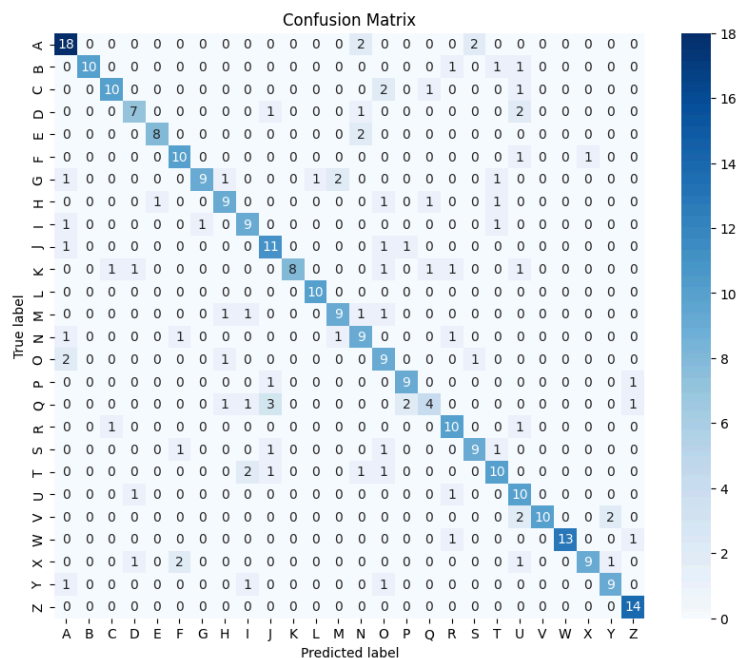 Confusion Matrix
True label
A 18 0 0 0 0 0 0 0 0 0 0 0 0 2 0 0 0 0 2 0 0 0 0 0 0 0
B 0 10 0 0 0 0 0 0 0 0 0 0 0 0 0 0 0 1 0 1 1 0 0 0 0 0
C 0 0 10 0 0 0 0 0 0 0 0 0 0 0 2 0 1 0 0 0 1 0 0 0 0 0
D 0 0 0 7 0 0 0 0 0 1 0 0 0 1 0 0 0 0 0 0 2 0 0 0 0 0
E 0 0 0 0 8 0 0 0 0 0 0 0 0 2 0 0 0 0 0 0 0 0 0 0 0 0
F 0 0 0 0 0 10 0 0 0 0 0 0 0 0 0 0 0 0 0 0 1 0 0 1 0 0
G 1 0 0 0 0 0 9 1 0 0 0 1 2 0 0 0 0 0 0 1 0 0 0 0 0 0
H 0 0 0 0 1 0 0 9 0 0 0 0 0 0 1 0 1 0 0 1 0 0 0 0 0 0
I 1 0 0 0 0 0 1 0 9 0 0 0 0 0 0 0 0 0 0 1 0 0 0 0 0 0
J 1 0 0 0 0 0 0 0 0 11 0 0 0 0 1 1 0 0 0 0 0 0 0 0 0 0
K 0 0 1 1 0 0 0 0 0 0 8 0 0 0 1 0 1 1 0 0 1 0 0 0 0 0
L 0 0 0 0 0 0 0 0 0 0 0 10 0 0 0 0 0 0 0 0 0 0 0 0 0 0
M 0 0 0 0 0 0 0 1 1 0 0 0 9 1 1 0 0 0 0 0 0 0 0 0 0 0
N 1 0 0 0 0 1 0 0 0 0 0 0 1 9 0 0 0 1 0 0 0 0 0 0 0 0
O 2 0 0 0 0 0 0 1 0 0 0 0 0 0 9 0 0 0 1 0 0 0 0 0 0 0
P 0 0 0 0 0 0 0 0 0 1 0 0 0 0 0 9 0 0 0 0 0 0 0 0 0 1
Q 0 0 0 0 0 0 0 1 1 3 0 0 0 0 0 2 4 0 0 0 0 0 0 0 0 1
R 0 0 1 0 0 0 0 0 0 0 0 0 0 0 0 0 0 10 0 0 1 0 0 0 0 0
S 0 0 0 0 0 1 0 0 0 1 0 0 0 0 1 0 0 0 9 1 0 0 0 0 0 0
T 0 0 0 0 0 0 0 0 2 1 0 0 0 1 1 0 0 0 0 10 0 0 0 0 0 0
U 0 0 0 1 0 0 0 0 0 0 0 0 0 0 0 0 0 1 0 0 10 0 0 0 0 0
V 0 0 0 0 0 0 0 0 0 0 0 0 0 0 0 0 0 0 0 0 2 10 0 0 2 0
W 0 0 0 0 0 0 0 0 0 0 0 0 0 0 0 0 0 1 0 0 0 0 13 0 0 1
X 0 0 0 1 0 2 0 0 0 0 0 0 0 0 0 0 0 0 0 0 1 0 0 9 1 0
Y 1 0 0 0 0 0 0 0 1 0 0 0 0 0 1 0 0 0 0 0 0 0 0 0 9 0
Z 0 0 0 0 0 0 0 0 0 0 0 0 0 0 0 0 0 0 0 0 0 0 0 0 0 14
A B C D E F G H I J K L M N O P Q R S T U V W X Y Z
Predicted label
18
16
14
12
10
8
6
4
2
0